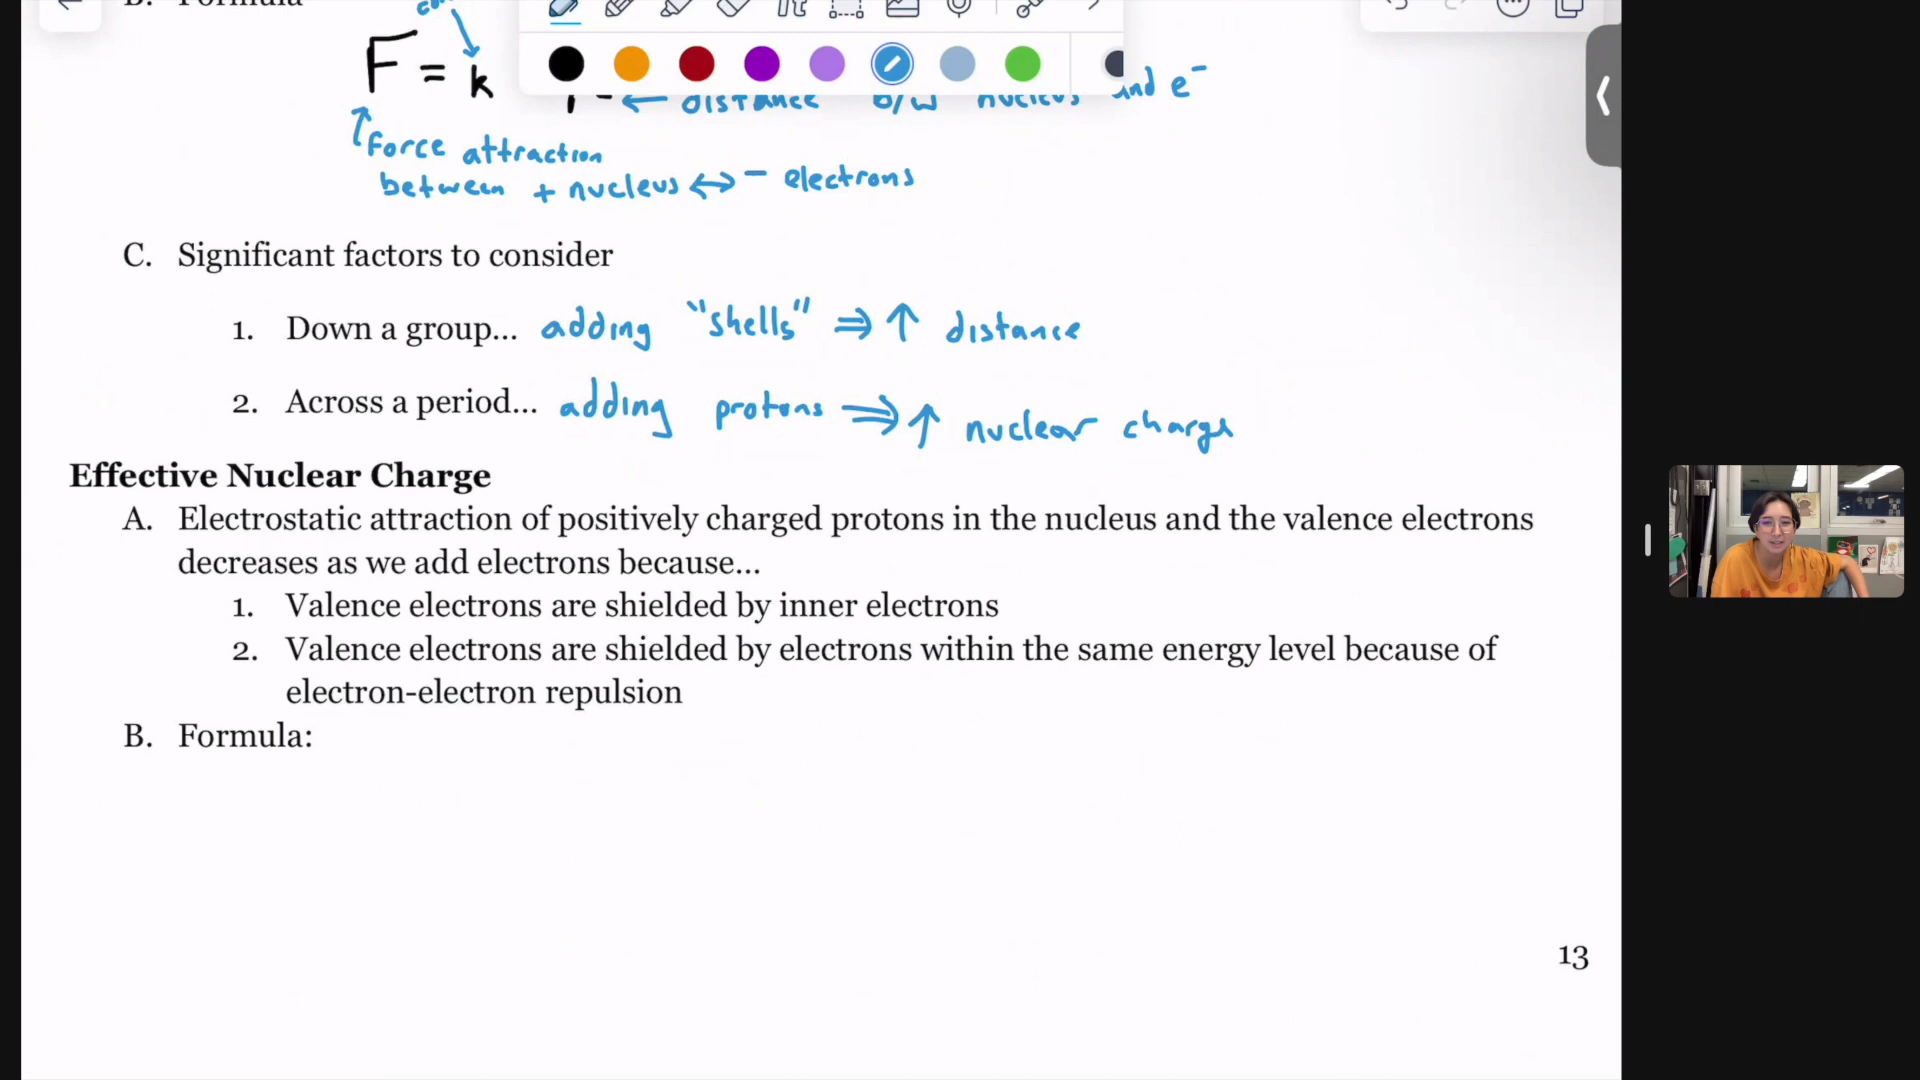 F = k
← distance b/w nucleus and e⁻
↑ force attraction
between + nucleus ↔ − electrons
C. Significant factors to consider
1. Down a group... adding "shells" ⇒ ↑ distance
2. Across a period... adding protons ⇒ ↑ nuclear charge
Effective Nuclear Charge
A. Electrostatic attraction of positively charged protons in the nucleus and the valence electrons
decreases as we add electrons because...
1. Valence electrons are shielded by inner electrons
2. Valence electrons are shielded by electrons within the same energy level because of
electron-electron repulsion
B. Formula:
13